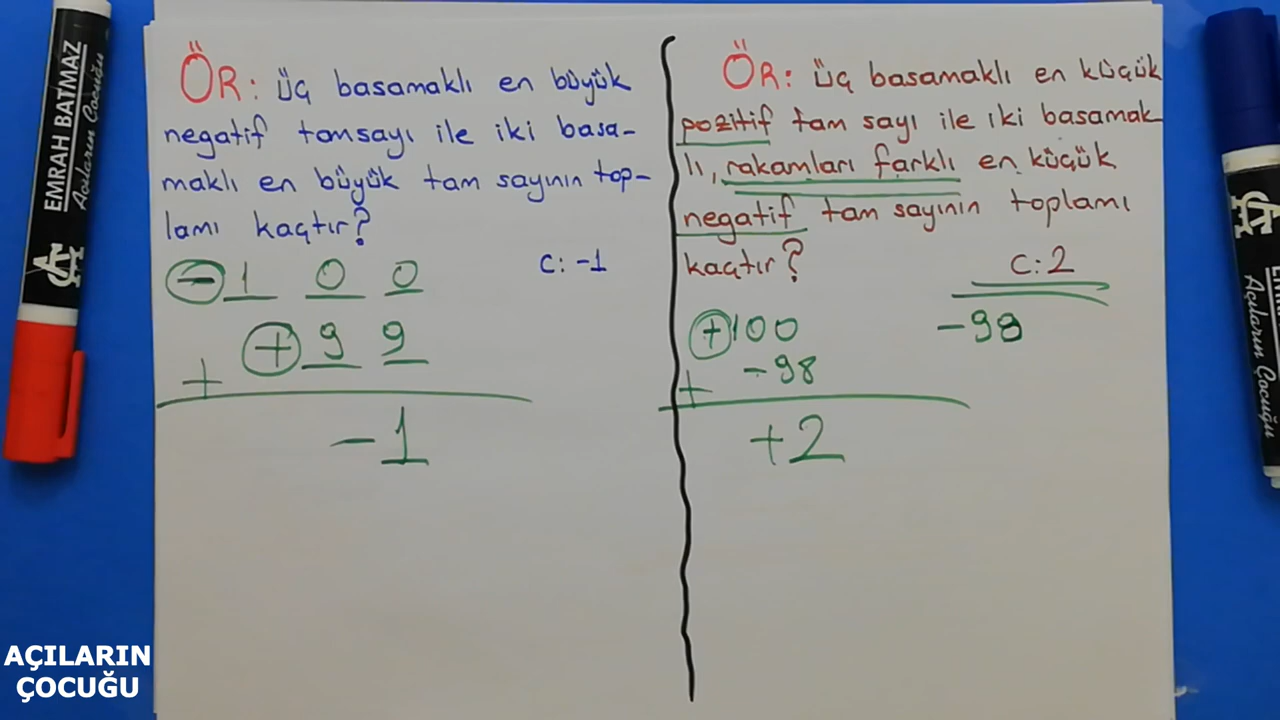 ÖR: üç basamaklı en büyük
negatif tamsayı ile iki basa-
maklı en büyük tam sayının top-
lamı kaçtır?
C: -1
-1 0 0
+9 9
+
-1
ÖR: üç basamaklı en küçük
pozitif tam sayı ile iki basamak
lı, rakamları farklı en küçük
negatif tam sayının toplamı
kaçtır?
C: 2
+100
-98
-98
+
+2
EMRAH BATMAZ
Açıların Çocuğu
Açıların Çocuğu
AÇILARIN
ÇOCUĞU